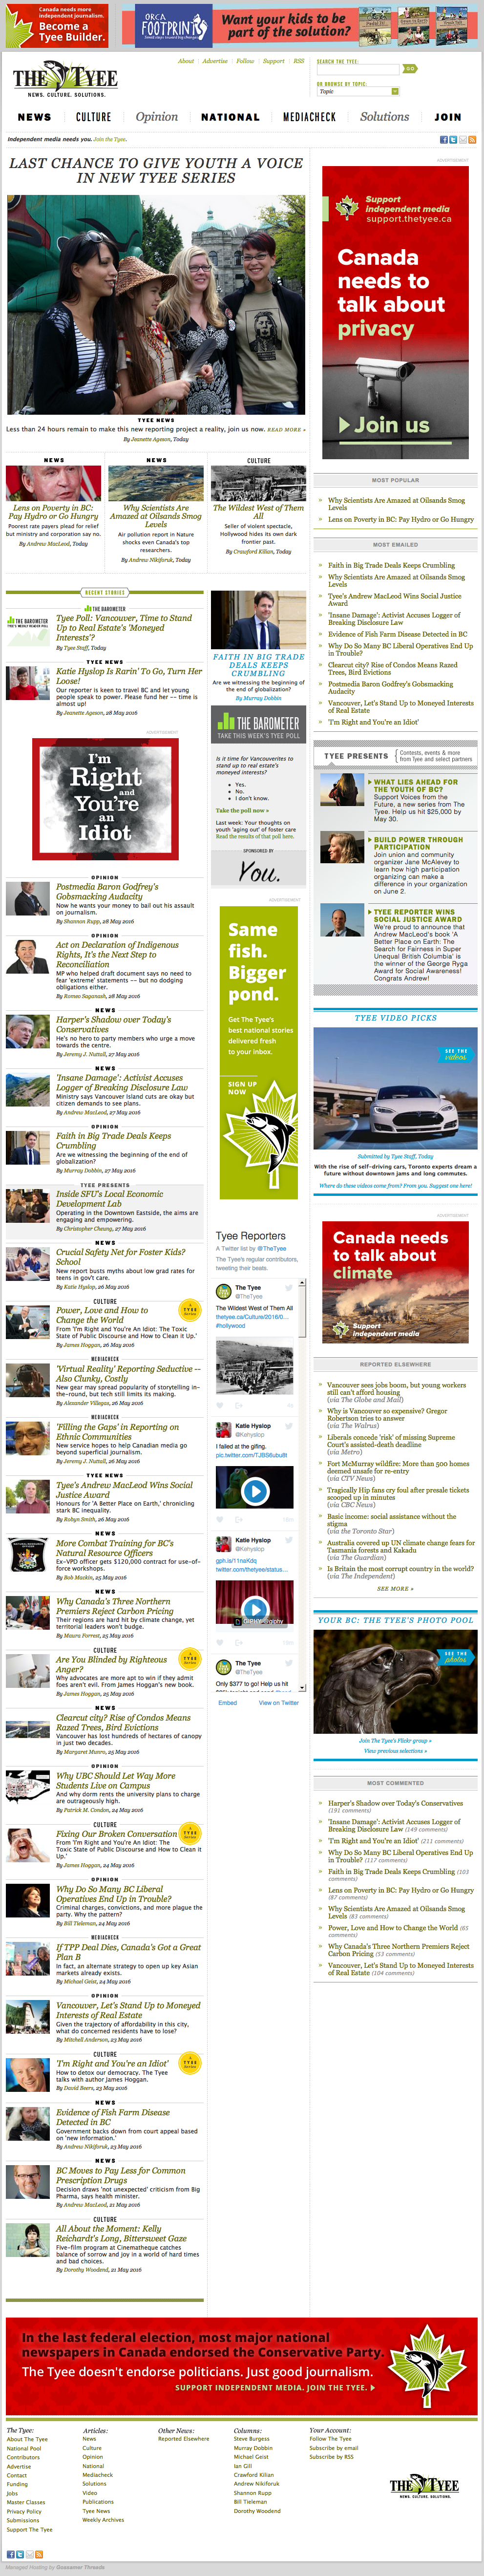 Canada needs more
independent journalism.
Become a
Tyee Builder.
ORCA
FOOTPRINT
Want your kids to be
part of the solution?
THE TYEE
NEWS. CULTURE. SOLUTIONS.
About Advertise Follow Support RSS
SEARCH THE TYEE:
GO
OR BROWSE BY TOPIC:
Topic
NEWS CULTURE Opinion NATIONAL MEDIACHECK Solutions JOIN
Independent media needs you. Join the Tyee.
LAST CHANCE TO GIVE YOUTH A VOICE
IN NEW TYEE SERIES
TYEE NEWS
Less than 24 hours remain to make this new reporting project a reality, join us now. READ MORE »
By Jeanette Ageson, Today
NEWS
Lens on Poverty in BC:
Pay Hydro or Go Hungry
Poorest rate payers plead for relief
but ministry and corporation say no.
By Andrew MacLeod, Today
NEWS
Why Scientists Are
Amazed at Oilsands Smog
Levels
Air pollution report in Nature
shocks even Canada's top
researchers.
By Andrew Nikiforuk, Today
CULTURE
The Wildest West of Them
All
Seller of violent spectacle,
Hollywood hides its own dark
frontier past.
By Crawford Kilian, Today
RECENT STORIES
THE BAROMETER
Tyee Poll: Vancouver, Time to Stand
Up to Real Estate's 'Moneyed
Interests'?
By Tyee Staff, Today
TYEE NEWS
Katie Hyslop Is Rarin' To Go, Turn Her
Loose!
Our reporter is keen to travel BC and let young
people speak to power. Please fund her -- time is
almost up!
By Jeanette Ageson, 28 May 2016
ADVERTISEMENT
I'm
Right and
You're
an
Idiot
OPINION
Postmedia Baron Godfrey's
Gobsmacking Audacity
Now he wants your money to bail out his assault
on journalism.
By Shannon Rupp, 28 May 2016
OPINION
Act on Declaration of Indigenous
Rights, It's the Next Step to
Reconciliation
MP who helped draft document says no need to
fear 'extreme' statements -- but no dodging
obligations either.
By Romeo Saganash, 28 May 2016
NEWS
Harper's Shadow over Today's
Conservatives
He's no hero to party members who urge a move
towards the centre.
By Jeremy J. Nuttall, 27 May 2016
NEWS
'Insane Damage': Activist Accuses
Logger of Breaking Disclosure Law
Ministry says Vancouver Island cuts are okay but
citizen demands to see plans.
By Andrew MacLeod, 27 May 2016
OPINION
Faith in Big Trade Deals Keeps
Crumbling
Are we witnessing the beginning of the end of
globalization?
By Murray Dobbin, 27 May 2016
TYEE PRESENTS
Inside SFU's Local Economic
Development Lab
Operating in the Downtown Eastside, the aims are
engaging and empowering.
By Christopher Cheung, 27 May 2016
NEWS
Crucial Safety Net for Foster Kids?
School
New report busts myths about low grad rates for
teens in gov't care.
By Katie Hyslop, 26 May 2016
CULTURE
Power, Love and How to
Change the World
From 'I'm Right and You're An Idiot: The Toxic
State of Public Discourse and How to Clean it Up.'
By James Hoggan, 26 May 2016
MEDIACHECK
'Virtual Reality' Reporting Seductive --
Also Clunky, Costly
New gear may spread popularity of storytelling in-
the-round, but tech still limits its making.
By Alexander Villegas, 26 May 2016
MEDIACHECK
'Filling the Gaps' in Reporting on
Ethnic Communities
New service hopes to help Canadian media go
beyond superficial journalism.
By Jeremy J. Nuttall, 26 May 2016
TYEE NEWS
Tyee's Andrew MacLeod Wins Social
Justice Award
Honours for 'A Better Place on Earth,' chronicling
stark BC inequality.
By Robyn Smith, 26 May 2016
NEWS
More Combat Training for BC's
Natural Resource Officers
Ex-VPD officer gets $120,000 contract for use-of-
force workshops.
By Bob Mackin, 25 May 2016
NEWS
Why Canada's Three Northern
Premiers Reject Carbon Pricing
Their regions are hard hit by climate change, yet
territorial leaders won't budge.
By Maura Forrest, 25 May 2016
CULTURE
Are You Blinded by Righteous
Anger?
Why advocates are more apt to win if they admit
foes aren't evil. From James Hoggan's new book.
By James Hoggan, 25 May 2016
NEWS
Clearcut city? Rise of Condos Means
Razed Trees, Bird Evictions
Vancouver has lost hundreds of hectares of canopy
in just two decades.
By Margaret Munro, 25 May 2016
OPINION
Why UBC Should Let Way More
Students Live on Campus
And why dorm rents the university plans to charge
are outrageously high.
By Patrick M. Condon, 24 May 2016
CULTURE
Fixing Our Broken Conversation
From 'I'm Right and You're An Idiot: The Toxic
State of Public Discourse and How to Clean it
Up.'
By James Hoggan, 24 May 2016
OPINION
Why Do So Many BC Liberal
Operatives End Up in Trouble?
Criminal charges, convictions, and more plague the
party. Why the pattern?
By Bill Tieleman, 24 May 2016
MEDIACHECK
If TPP Deal Dies, Canada's Got a Great
Plan B
In fact, an alternate strategy to open up key Asian
markets already exists.
By Michael Geist, 24 May 2016
OPINION
Vancouver, Let's Stand Up to Moneyed
Interests of Real Estate
Given the trajectory of affordability in this city,
what do concerned residents have to lose?
By Mitchell Anderson, 23 May 2016
CULTURE
'I'm Right and You're an Idiot'
How to detox our democracy. The Tyee
talks with author James Hoggan.
By David Beers, 23 May 2016
NEWS
Evidence of Fish Farm Disease
Detected in BC
Government backs down from court appeal based
on 'new information.'
By Andrew Nikiforuk, 23 May 2016
NEWS
BC Moves to Pay Less for Common
Prescription Drugs
Decision draws 'not unexpected' criticism from Big
Pharma, says health minister.
By Andrew MacLeod, 21 May 2016
CULTURE
All About the Moment: Kelly
Reichardt's Long, Bittersweet Gaze
Five-film program at Cinematheque catches
balance of sorrow and joy in a world of hard times
and bad choices.
By Dorothy Woodend, 21 May 2016
FAITH IN BIG TRADE
DEALS KEEPS
CRUMBLING
Are we witnessing the beginning of
the end of globalization?
By Murray Dobbin
THE BAROMETER
TAKE THIS WEEK'S TYEE POLL
Is it time for Vancouverites to
stand up to real estate's
moneyed interests?
Yes.
No.
I don't know.
Take the poll now »
Last week: Your thoughts on
youth 'aging out' of foster care
Read the results of that poll here.
SPONSORED BY
You.
ADVERTISEMENT
Same
fish.
Bigger
pond.
Get The Tyee's
best national stories
delivered fresh
to your inbox.
SIGN UP
NOW
Tyee Reporters
A Twitter list by @TheTyee
The Tyee's regular contributors,
tweeting their beats.
The Tyee
@TheTyee
The Wildest West of Them All
thetyee.ca/Culture/2016/0…
#hollywood
Katie Hyslop
@Kehyslop
I failed at the gifing.
Katie Hyslop
@Kehyslop
gph.is/11naKdq
twitter.com/thetyee/status…
The Tyee
@TheTyee
Only $377 to go! Help us hit
Embed View on Twitter
ADVERTISEMENT
Support
independent media
support.thetyee.ca
Canada
needs to
talk about
privacy
Join us
MOST POPULAR
Why Scientists Are Amazed at Oilsands Smog
Levels
Lens on Poverty in BC: Pay Hydro or Go Hungry
MOST EMAILED
Faith in Big Trade Deals Keeps Crumbling
Why Scientists Are Amazed at Oilsands Smog
Levels
Tyee's Andrew MacLeod Wins Social Justice
Award
'Insane Damage': Activist Accuses Logger of
Breaking Disclosure Law
Evidence of Fish Farm Disease Detected in BC
Why Do So Many BC Liberal Operatives End Up
in Trouble?
Clearcut city? Rise of Condos Means Razed
Trees, Bird Evictions
Postmedia Baron Godfrey's Gobsmacking
Audacity
Vancouver, Let's Stand Up to Moneyed Interests
of Real Estate
'I'm Right and You're an Idiot'
TYEE PRESENTS
Contests, events & more
from Tyee and select partners
WHAT LIES AHEAD FOR
THE YOUTH OF BC?
Support Voices from the
Future, a new series from The
Tyee. Help us hit $25,000 by
May 30.
BUILD POWER THROUGH
PARTICIPATION
Join union and community
organizer Jane McAlevey to
learn how high participation
organizing can make a
difference in your organization
on June 2.
TYEE REPORTER WINS
SOCIAL JUSTICE AWARD
We're proud to announce that
Andrew MacLeod's book 'A
Better Place on Earth: The
Search for Fairness in Super
Unequal British Columbia' is
the winner of the George Ryga
Award for Social Awareness!
Congrats Andrew!
TYEE VIDEO PICKS
SEE THE
videos
Submitted by Tyee Staff, Today
With the rise of self-driving cars, Toronto experts dream a
future without downtown jams and long commutes.
Where do these videos come from? From you. Suggest one here!
ADVERTISEMENT
Canada needs
to talk about
climate
Support
independent media
REPORTED ELSEWHERE
Vancouver sees jobs boom, but young workers
still can't afford housing
(via The Globe and Mail)
Why is Vancouver so expensive? Gregor
Robertson tries to answer
(via The Walrus)
Liberals concede 'risk' of missing Supreme
Court's assisted-death deadline
(via Metro)
Fort McMurray wildfire: More than 500 homes
deemed unsafe for re-entry
(via CTV News)
Tragically Hip fans cry foul after presale tickets
scooped up in minutes
(via CBC News)
Basic income: social assistance without the
stigma
(via the Toronto Star)
Australia covered up UN climate change fears for
Tasmania forests and Kakadu
(via The Guardian)
Is Britain the most corrupt country in the world?
(via The Independent)
SEE MORE »
YOUR BC: THE TYEE'S PHOTO POOL
SEE THE
photos
Join The Tyee's Flickr group »
View previous selections »
MOST COMMENTED
Harper's Shadow over Today's Conservatives
(191 comments)
'Insane Damage': Activist Accuses Logger of
Breaking Disclosure Law (149 comments)
'I'm Right and You're an Idiot' (211 comments)
Why Do So Many BC Liberal Operatives End Up
in Trouble? (117 comments)
Faith in Big Trade Deals Keep Crumbling (103
comments)
Lens on Poverty in BC: Pay Hydro or Go Hungry
(87 comments)
Why Scientists Are Amazed at Oilsands Smog
Levels (83 comments)
Power, Love and How to Change the World (65
comments)
Why Canada's Three Northern Premiers Reject
Carbon Pricing (53 comments)
Vancouver, Let's Stand Up to Moneyed Interests
of Real Estate (104 comments)
In the last federal election, most major national
newspapers in Canada endorsed the Conservative Party.
The Tyee doesn't endorse politicians. Just good journalism.
SUPPORT INDEPENDENT MEDIA. JOIN THE TYEE.
The Tyee:
About The Tyee
National Pool
Contributors
Advertise
Contact
Funding
Jobs
Master Classes
Privacy Policy
Submissions
Support The Tyee
Articles:
News
Culture
Opinion
National
Mediacheck
Solutions
Video
Publications
Tyee News
Weekly Archives
Other News:
Reported Elsewhere
Columns:
Steve Burgess
Murray Dobbin
Michael Geist
Ian Gill
Crawford Kilian
Andrew Nikiforuk
Shannon Rupp
Bill Tieleman
Dorothy Woodend
Your Account:
Follow The Tyee
Subscribe by email
Subscribe by RSS
THE TYEE
NEWS. CULTURE. SOLUTIONS.
Managed Hosting by Gossamer Threads